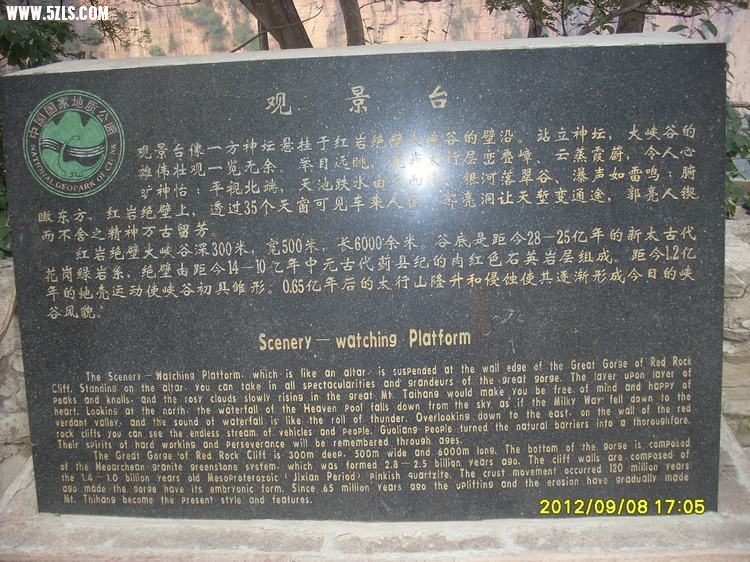 WWW.5ZLS.COM
中国国家地质公园
NATIONAL GEOPARK OF CHINA
观景台
观景台像一方神坛悬挂于红岩绝壁大峡谷的壁沿。站立神坛，大峡谷的
雄伟壮观一览无余。举目远眺，行层峦叠嶂、云蒸霞蔚，令人心
旷神怡；平视北端，天池跌水由天而降，银河落翠谷，瀑声如雷鸣；俯
瞰东方，红岩绝壁上，透过35个天窗可见车来人往，郭亮洞让天堑变通途，郭亮人锲
而不舍之精神万古留芳。
红岩绝壁大峡谷深300米，宽500米，长6000余米。谷底是距今28—25亿年的新太古代
花岗绿岩系，绝壁由距今14—10亿年中元古代蓟县纪的肉红色石英岩层组成。距今1.2亿
年的地壳运动使峡谷初具雏形。0.65亿年后的太行山隆升和侵蚀使其逐渐形成今日的峡
谷风貌。
Scenery—watching Platform
The Scenery—Watching Platform, which is like an altar, is suspended at the wall edge of the Great Gorge of Red Rock
Cliff. Standing on the altar, you can take in all spectacularities and grandeurs of the great gorge. The layer upon layer of
peaks and knolls, and the rosy clouds slowly rising in the great Mt. Taihang would make you be free of mind and happy of
heart. Looking at the north, the waterfall of the Heaven Pool falls down from the sky as if the Milky Way fell down to the
verdant valley, and the sound of waterfall is like the roll of thunder. Overlooking down to the east, on the wall of the red
rock cliffs you can see the endless stream of vehicles and people. Guoliang people turned the natural barriers into a thoroughfare.
Their spirits of hard working and perseverance will be remembered through ages.
The Great Gorge of Red Rock Cliff is 300m deep, 500m wide and 6000m long. The bottom of the gorge is composed
of the Neoarchean granite greenstone system, which was formed 2.8—2.5 billion years ago. The cliff walls are composed of
the 1.4—1.0 billion years old Mesoproterozoic (Jixian Period) pinkish quartzite. The crust movement occurred 120 million years
ago made the gorge have its embryonic form. Since 65 million years ago the uplifting and the erosion have gradually made
Mt. Thihang become the present style and features.
2012/09/08 17:05